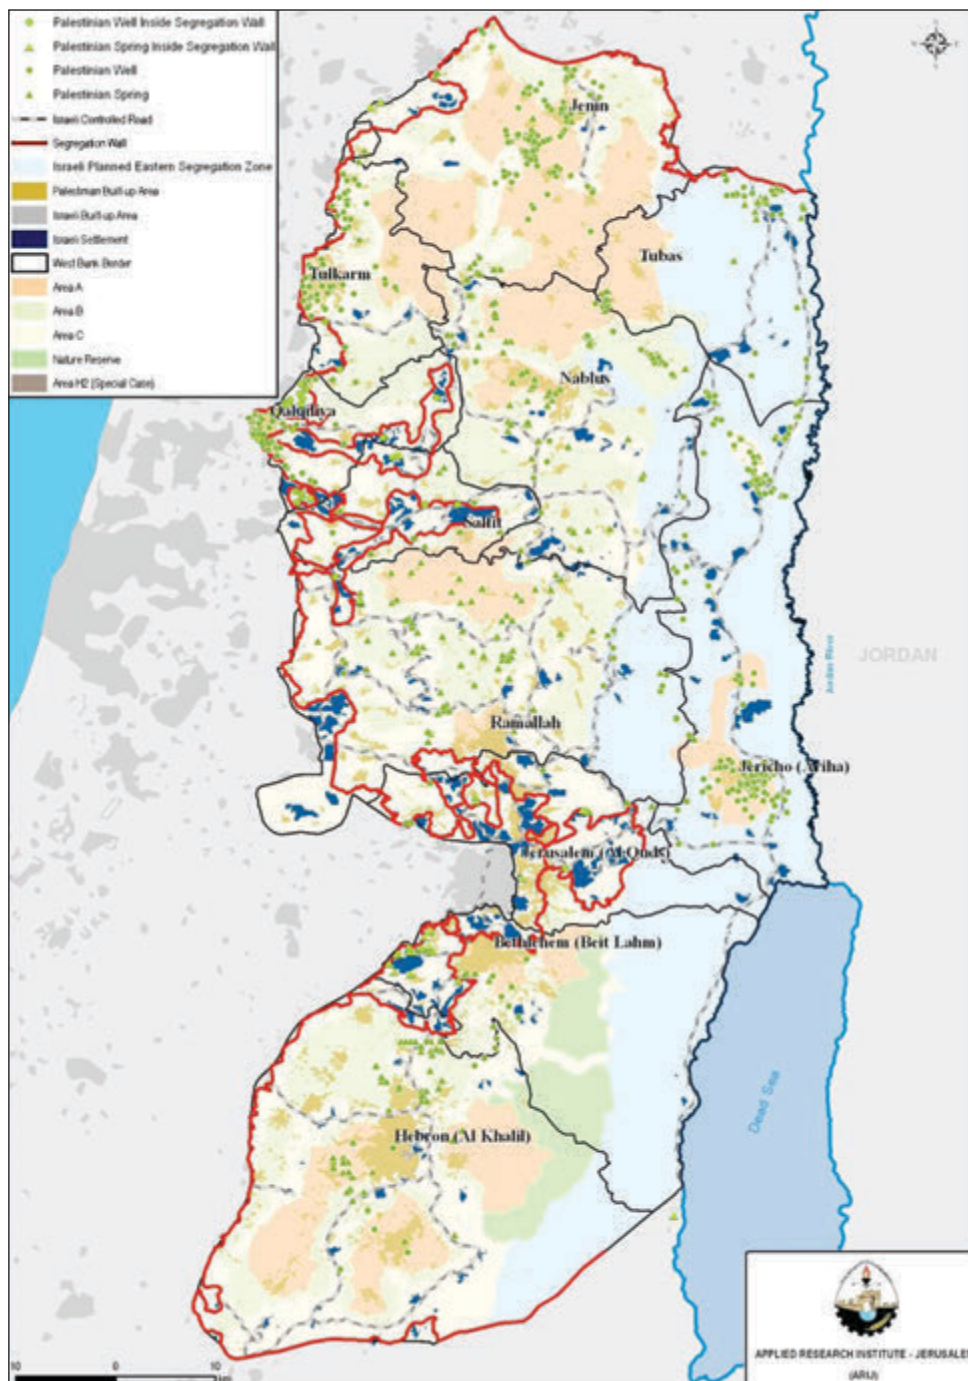 Palestinian Well Inside Segregation Wall
Palestinian Spring Inside Segregation Wall
Palestinian Well
Palestinian Spring
Israeli Controlled Road
Segregation Wall
Israeli Planned Eastern Segregation Zone
Palestinian Built-up Area
Israeli Built-up Area
Israeli Settlement
West Bank Border
Area A
Area B
Area C
Nature Reserve
Area H2 (Special Case)
Jenin
Tubas
Tulkarm
Nablus
Qalqiliya
Salfit
JORDAN
Jordan River
Ramallah
Jericho (Ariha)
Jerusalem (Al Quds)
Bethlehem (Beit Lahm)
Dead Sea
Hebron (Al Khalil)
APPLIED RESEARCH INSTITUTE - JERUSALE
(ARIJ)
10 0 10